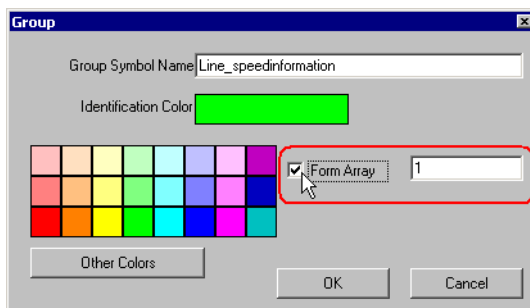 Group
Group Symbol Name Line_speedinformation
Identification Color
Form Array 1
Other Colors
OK Cancel